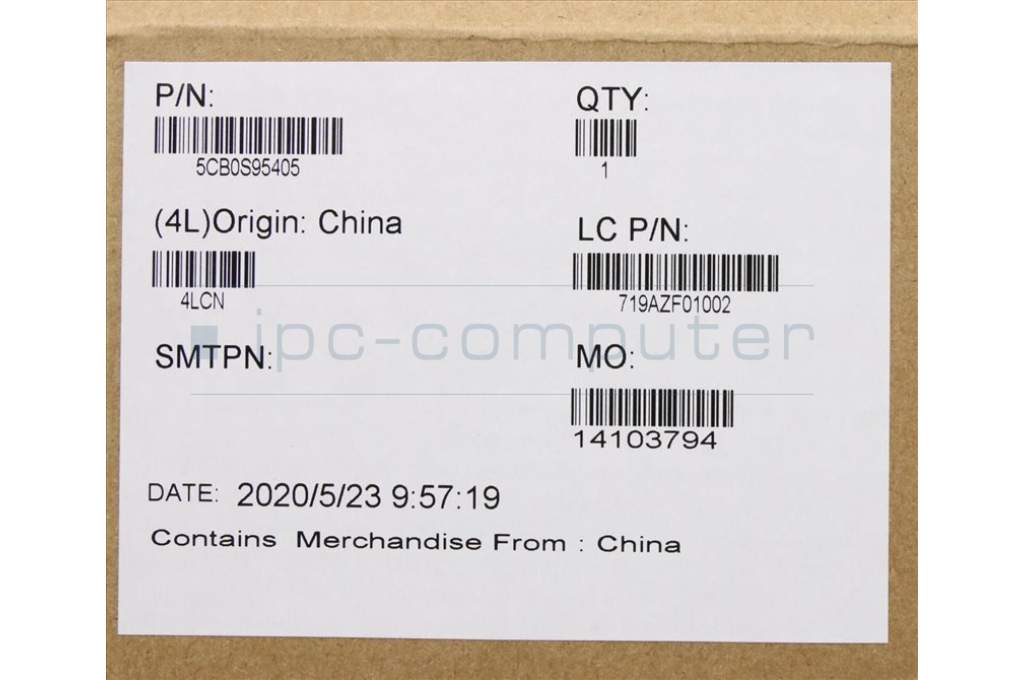 P/N:
5CB0S95405
QTY:
1
(4L)Origin: China
4LCN
LC P/N:
719AZF01002
ipc-computer
SMTPN:
MO:
14103794
DATE: 2020/5/23 9:57:19
Contains Merchandise From : China